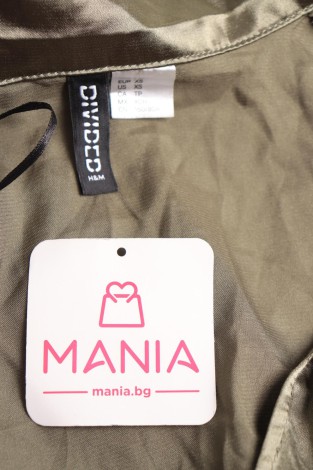 DIVIDED
H&M
EUR XS
US XS
MANIA
mania.bg